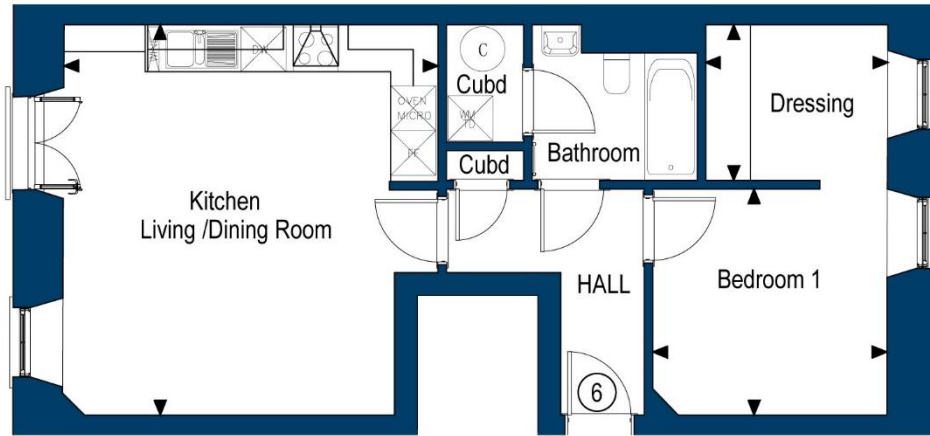 DW
C
Cubd
WM
TD
OVEN
MICRO
FF
Cubd
Bathroom
Dressing
Kitchen
Living /Dining Room
HALL
Bedroom 1
6